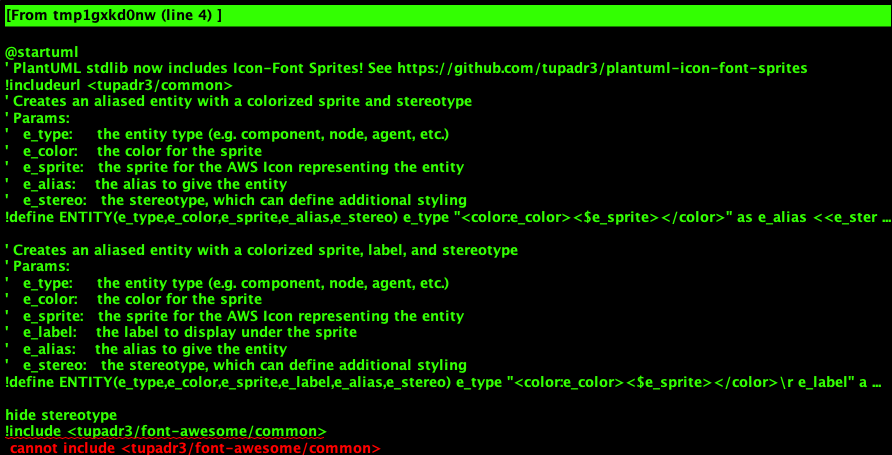 [From tmp1gxkd0nw (line 4) ]
@startuml
' PlantUML stdlib now includes Icon-Font Sprites! See https://github.com/tupadr3/plantuml-icon-font-sprites
!includeurl <tupadr3/common>
' Creates an aliased entity with a colorized sprite and stereotype
' Params:
'   e_type:     the entity type (e.g. component, node, agent, etc.)
'   e_color:    the color for the sprite
'   e_sprite:   the sprite for the AWS Icon representing the entity
'   e_alias:    the alias to give the entity
'   e_stereo:   the stereotype, which can define additional styling
!define ENTITY(e_type,e_color,e_sprite,e_alias,e_stereo) e_type "<color:e_color><$e_sprite></color>" as e_alias <<e_ster ...
' Creates an aliased entity with a colorized sprite, label, and stereotype
' Params:
'   e_type:     the entity type (e.g. component, node, agent, etc.)
'   e_color:    the color for the sprite
'   e_sprite:   the sprite for the AWS Icon representing the entity
'   e_label:    the label to display under the sprite
'   e_alias:    the alias to give the entity
'   e_stereo:   the stereotype, which can define additional styling
!define ENTITY(e_type,e_color,e_sprite,e_label,e_alias,e_stereo) e_type "<color:e_color><$e_sprite></color>\r e_label" a ...
hide stereotype
!include <tupadr3/font-awesome/common>
cannot include <tupadr3/font-awesome/common>